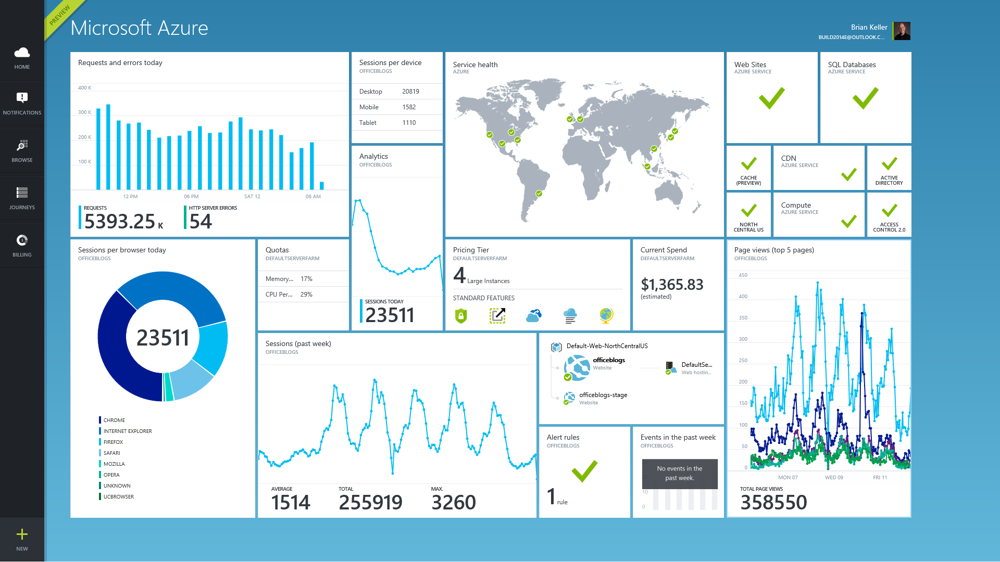 PREVIEW
Microsoft Azure
Brian Keller
BUILD2014E@OUTLOOK.C...
HOME
NOTIFICATIONS
BROWSE
JOURNEYS
BILLING
NEW
Requests and errors today
400 K
300 K
200 K
100 K
12 PM
06 PM
SAT 12
06 AM
REQUESTS
5393.25 K
HTTP SERVER ERRORS
54
Sessions per device
OFFICEBLOGS
Desktop 20819
Mobile 1582
Tablet 1110
Analytics
OFFICEBLOGS
SESSIONS TODAY
23511
Service health
AZURE
Web Sites
AZURE SERVICE
SQL Databases
AZURE SERVICE
CACHE
(PREVIEW)
CDN
AZURE SERVICE
ACTIVE
DIRECTORY
NORTH
CENTRAL US
Compute
AZURE SERVICE
ACCESS
CONTROL 2.0
Sessions per browser today
OFFICEBLOGS
23511
CHROME
INTERNET EXPLORER
FIREFOX
SAFARI
MOZILLA
OPERA
UNKNOWN
UCBROWSER
Quotas
DEFAULTSERVERFARM
Memory... 17%
CPU Per... 29%
Pricing Tier
DEFAULTSERVERFARM
4 Large Instances
STANDARD FEATURES
Current Spend
DEFAULTSERVERFARM
$1,365.83
(estimated)
Sessions (past week)
OFFICEBLOGS
AVERAGE
1514
TOTAL
255919
MAX.
3260
Default-Web-NorthCentralUS
officeblogs
Website
DefaultSe...
Web hostin...
officeblogs-stage
Website
Alert rules
OFFICEBLOGS
1 rule
Events in the past week
OFFICEBLOGS
No events in the
past week.
10
0
Page views (top 5 pages)
OFFICEBLOGS
450
400
350
300
250
200
150
100
50
0
MON 07
WED 09
FRI 11
TOTAL PAGE VIEWS
358550